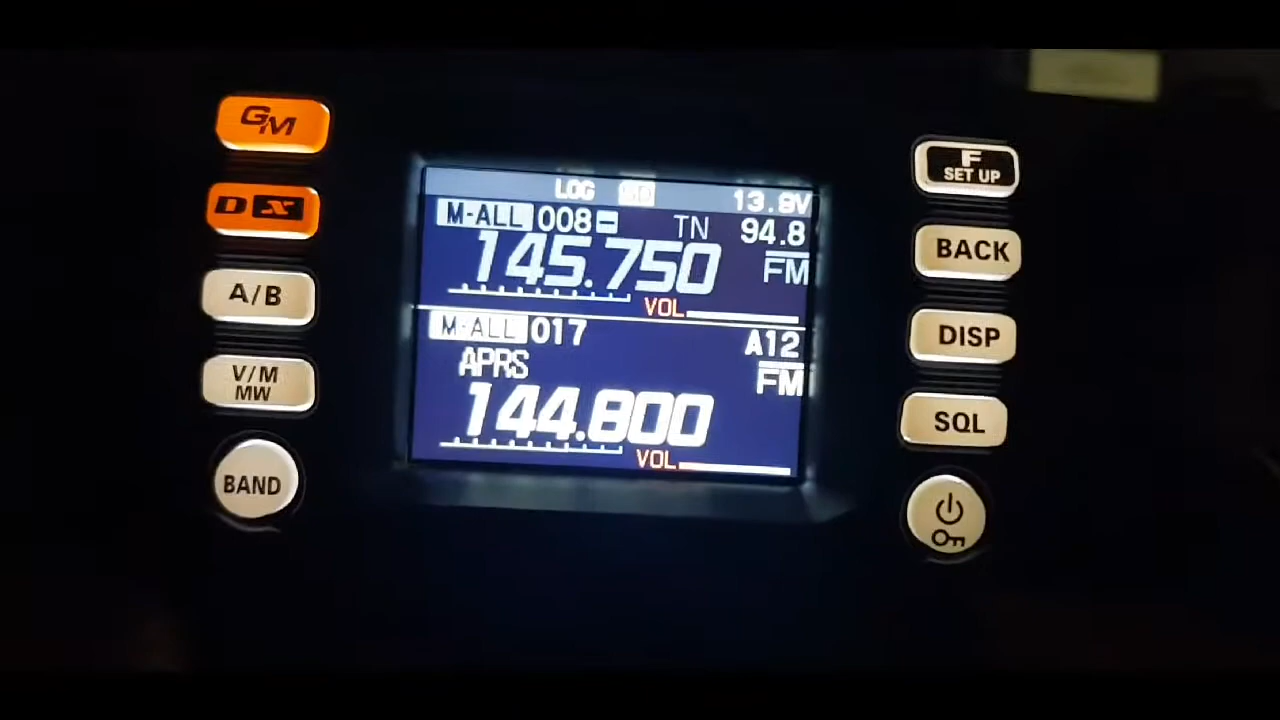 GM
DX
A/B
V/M
MW
BAND
LOG SD 13.8V
M-ALL 008 - TN 94.8
145.750 FM
VOL
M-ALL 017 A12
APRS FM
144.800
VOL
F
SET UP
BACK
DISP
SQL